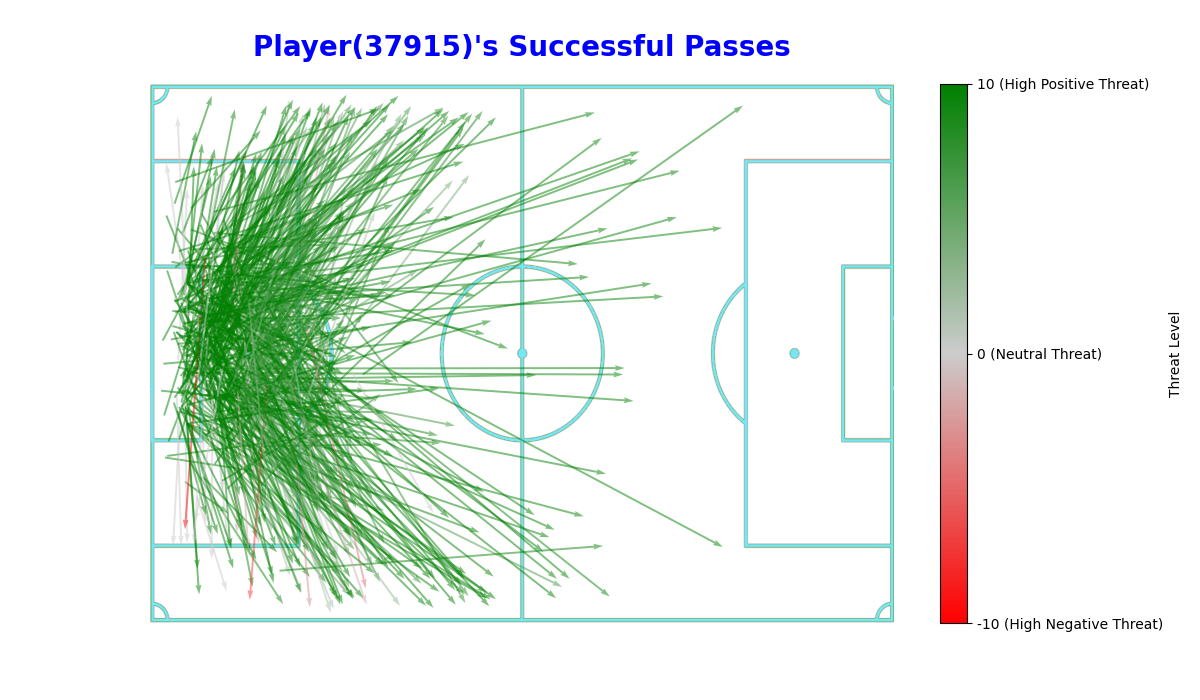 Player(37915)'s Successful Passes
10 (High Positive Threat)
0 (Neutral Threat)
-10 (High Negative Threat)
Threat Level